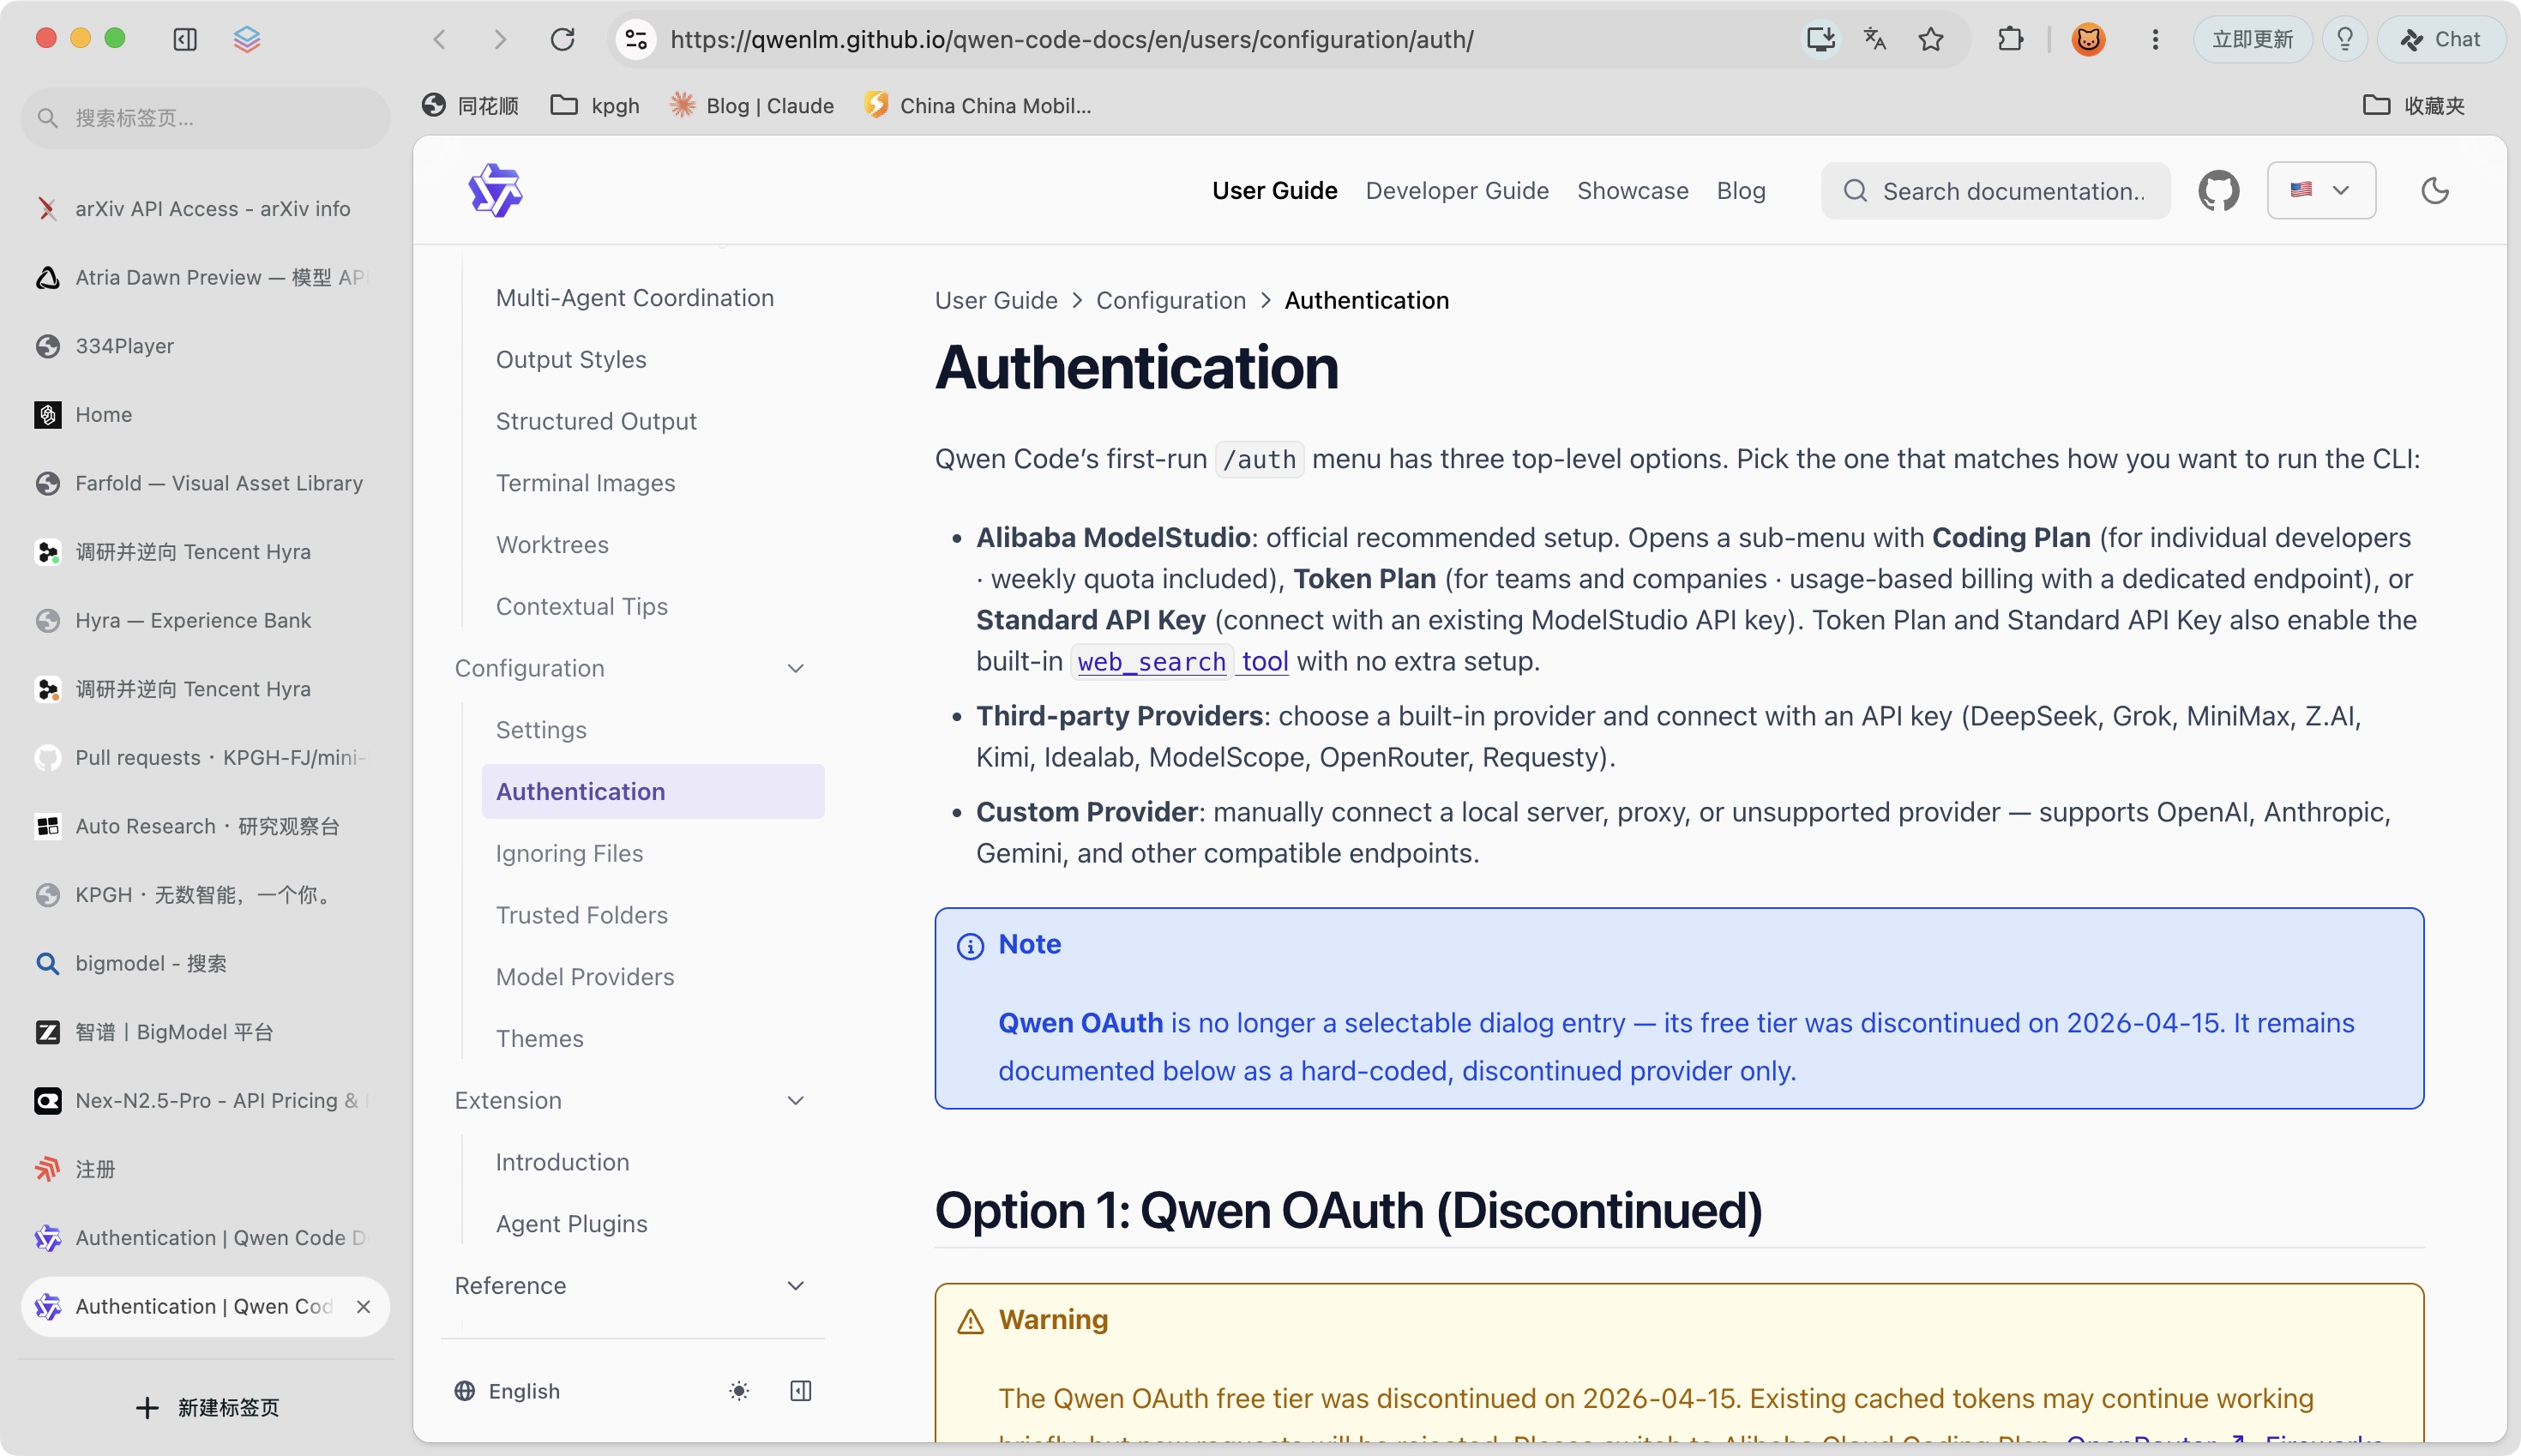 https://qwenlm.github.io/qwen-code-docs/en/users/configuration/auth/
立即更新
Chat
搜索标签页...
同花顺
kpgh
Blog | Claude
China China Mobil...
收藏夹
arXiv API Access - arXiv info
Atria Dawn Preview — 模型 API
334Player
Home
Farfold — Visual Asset Library
调研并逆向 Tencent Hyra
Hyra — Experience Bank
调研并逆向 Tencent Hyra
Pull requests · KPGH-FJ/mini-
Auto Research · 研究观察台
KPGH · 无数智能，一个你。
bigmodel - 搜索
智谱 | BigModel 平台
Nex-N2.5-Pro - API Pricing &
注册
Authentication | Qwen Code D
Authentication | Qwen Cod
新建标签页
User Guide
Developer Guide
Showcase
Blog
Search documentation..
Multi-Agent Coordination
Output Styles
Structured Output
Terminal Images
Worktrees
Contextual Tips
Configuration
Settings
Authentication
Ignoring Files
Trusted Folders
Model Providers
Themes
Extension
Introduction
Agent Plugins
Reference
English
User Guide > Configuration > Authentication
Authentication
Qwen Code’s first-run /auth menu has three top-level options. Pick the one that matches how you want to run the CLI:
• Alibaba ModelStudio: official recommended setup. Opens a sub-menu with Coding Plan (for individual developers
· weekly quota included), Token Plan (for teams and companies · usage-based billing with a dedicated endpoint), or
Standard API Key (connect with an existing ModelStudio API key). Token Plan and Standard API Key also enable the
built-in web_search tool with no extra setup.
• Third-party Providers: choose a built-in provider and connect with an API key (DeepSeek, Grok, MiniMax, Z.AI,
Kimi, Idealab, ModelScope, OpenRouter, Requesty).
• Custom Provider: manually connect a local server, proxy, or unsupported provider — supports OpenAI, Anthropic,
Gemini, and other compatible endpoints.
Note
Qwen OAuth is no longer a selectable dialog entry — its free tier was discontinued on 2026-04-15. It remains
documented below as a hard-coded, discontinued provider only.
Option 1: Qwen OAuth (Discontinued)
Warning
The Qwen OAuth free tier was discontinued on 2026-04-15. Existing cached tokens may continue working
briefly, but new requests will be rejected. Please switch to Alibaba Cloud Coding Plan, OpenRouter, Fireworks